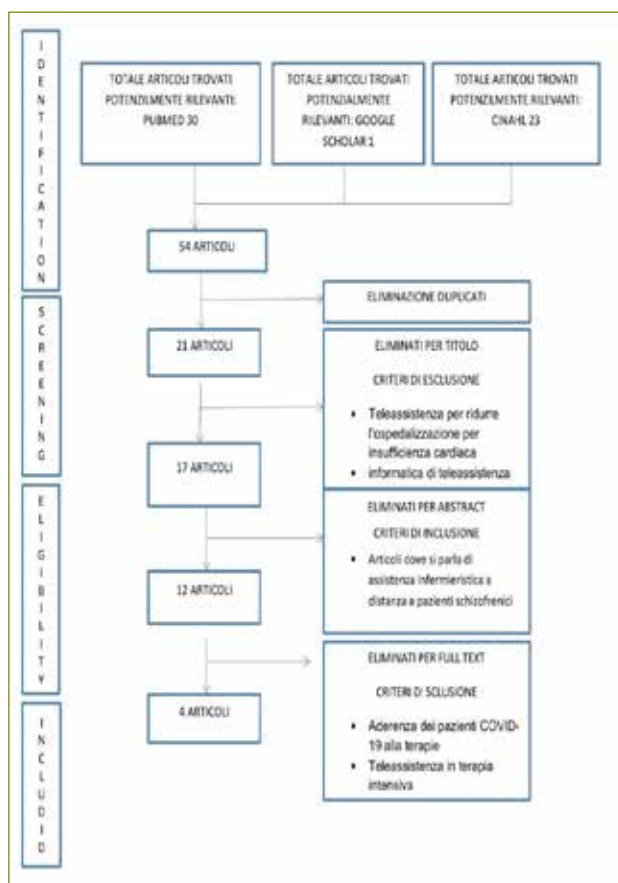 IDENTIFICATION
TOTALE ARTICOLI TROVATI
POTENZILMENTE RILEVANTI:
PUBMED 30
TOTALE ARTICOLI TROVATI
POTENZIALMENTE
RILEVANTI: GOOGLE
SCHOLAR 1
TOTALE ARTICOLI TROVATI
POTENZILMENTE RILEVANTI:
CINAHL 23
54 ARTICOLI
SCREENING
ELIMINAZIONE DUPLICATI
21 ARTICOLI
ELIMINATI PER TITOLO
CRITERI DI ESCLUSIONE
• Teleassistenza per ridurre
l'ospedalizzazione per
insufficienza cardiaca
• informatica di teleassistenza
17 ARTICOLI
ELIGIBILITY
ELIMINATI PER ABSTRACT
CRITERI DI INCLUSIONE
• Articoli dove si parla di
assistenza infermieristica a
distanza a pazienti schizofrenici
12 ARTICOLI
ELIMINATI PER FULL TEXT
CRITERI DI SCLUSIONE
• Aderenza dei pazienti COVID-
19 alla terapie
• Teleassistenza in terapia
intensiva
4 ARTICOLI
INCLUDID